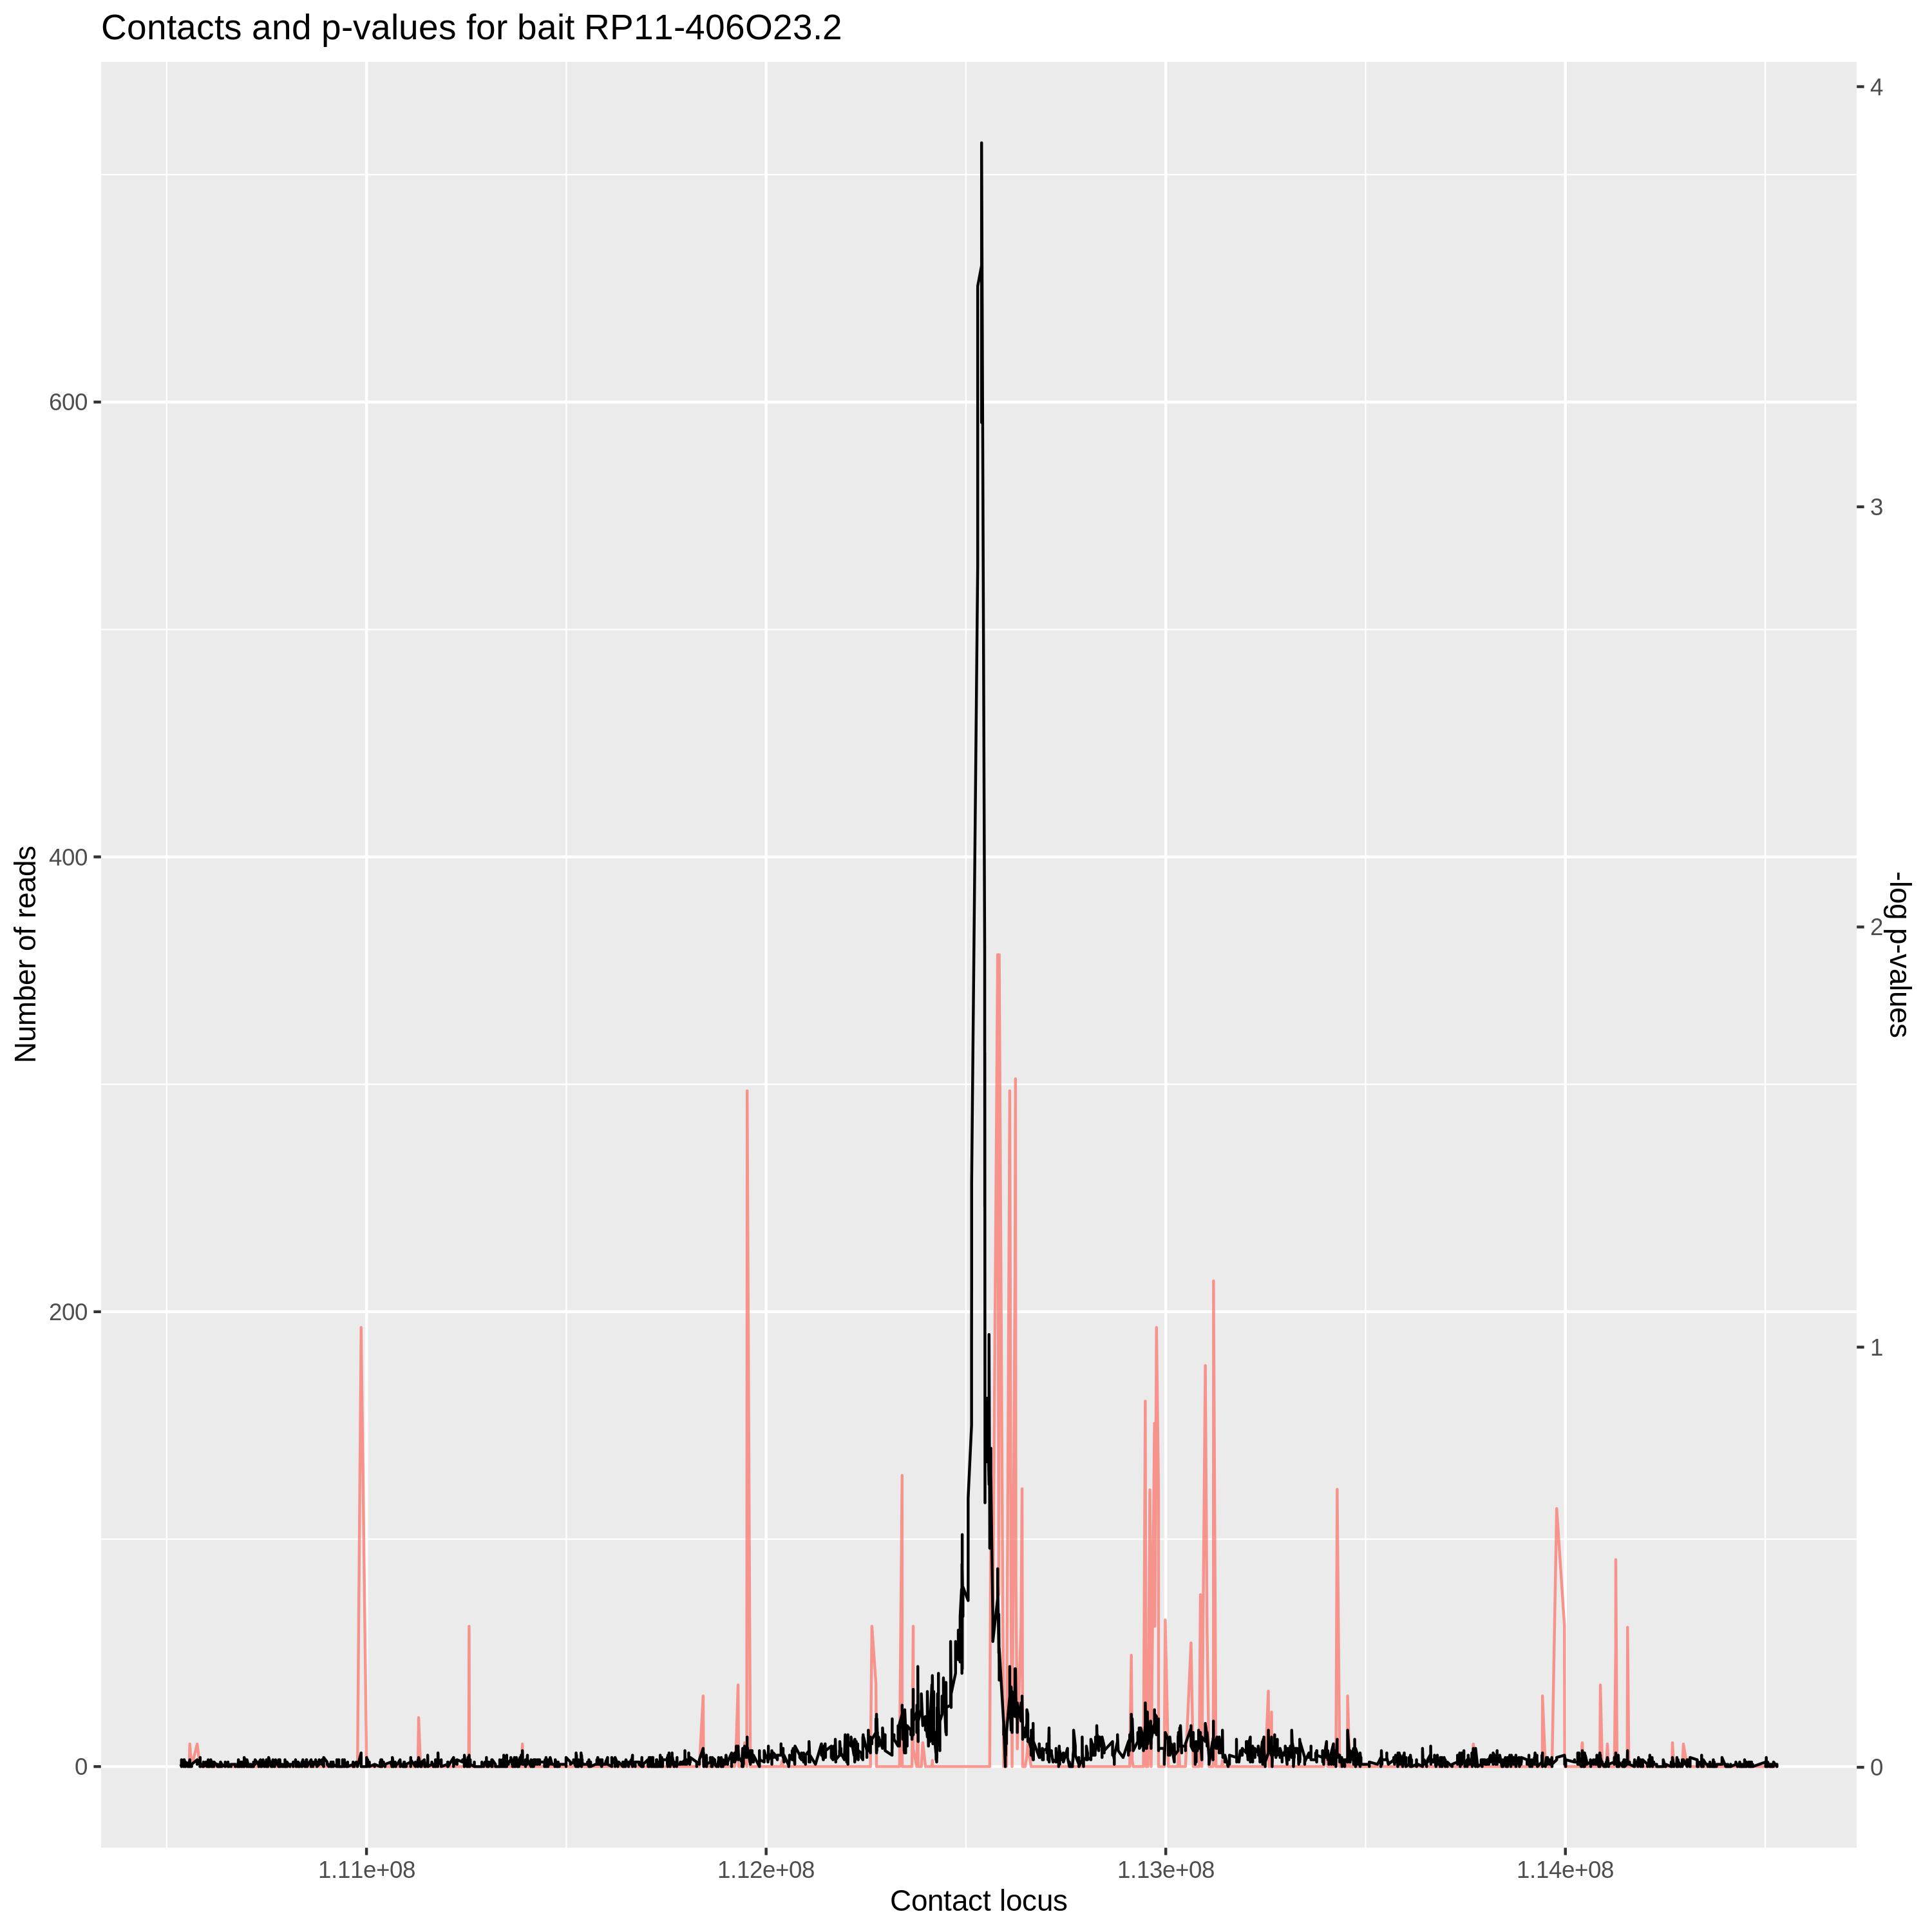 Contacts and p-values for bait RP11-406O23.2
4
3
2
1
0
-log p-values
600
400
200
0
Number of reads
1.11e+08 1.12e+08 1.13e+08 1.14e+08
Contact locus